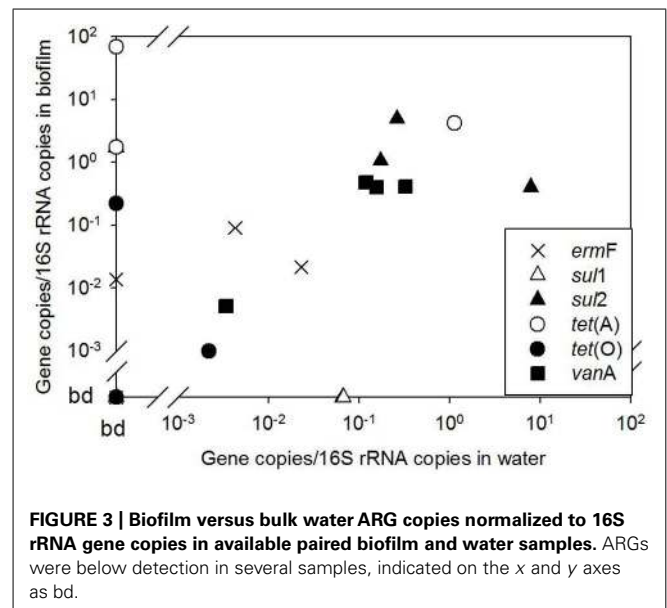 10²
10¹
10⁰
10⁻¹
10⁻²
10⁻³
bd
Gene copies/16S rRNA copies in biofilm
ermF
sul1
sul2
tet(A)
tet(O)
vanA
bd
10⁻³
10⁻²
10⁻¹
10⁰
10¹
10²
Gene copies/16S rRNA copies in water
FIGURE 3 | Biofilm versus bulk water ARG copies normalized to 16S
rRNA gene copies in available paired biofilm and water samples. ARGs
were below detection in several samples, indicated on the x and y axes
as bd.